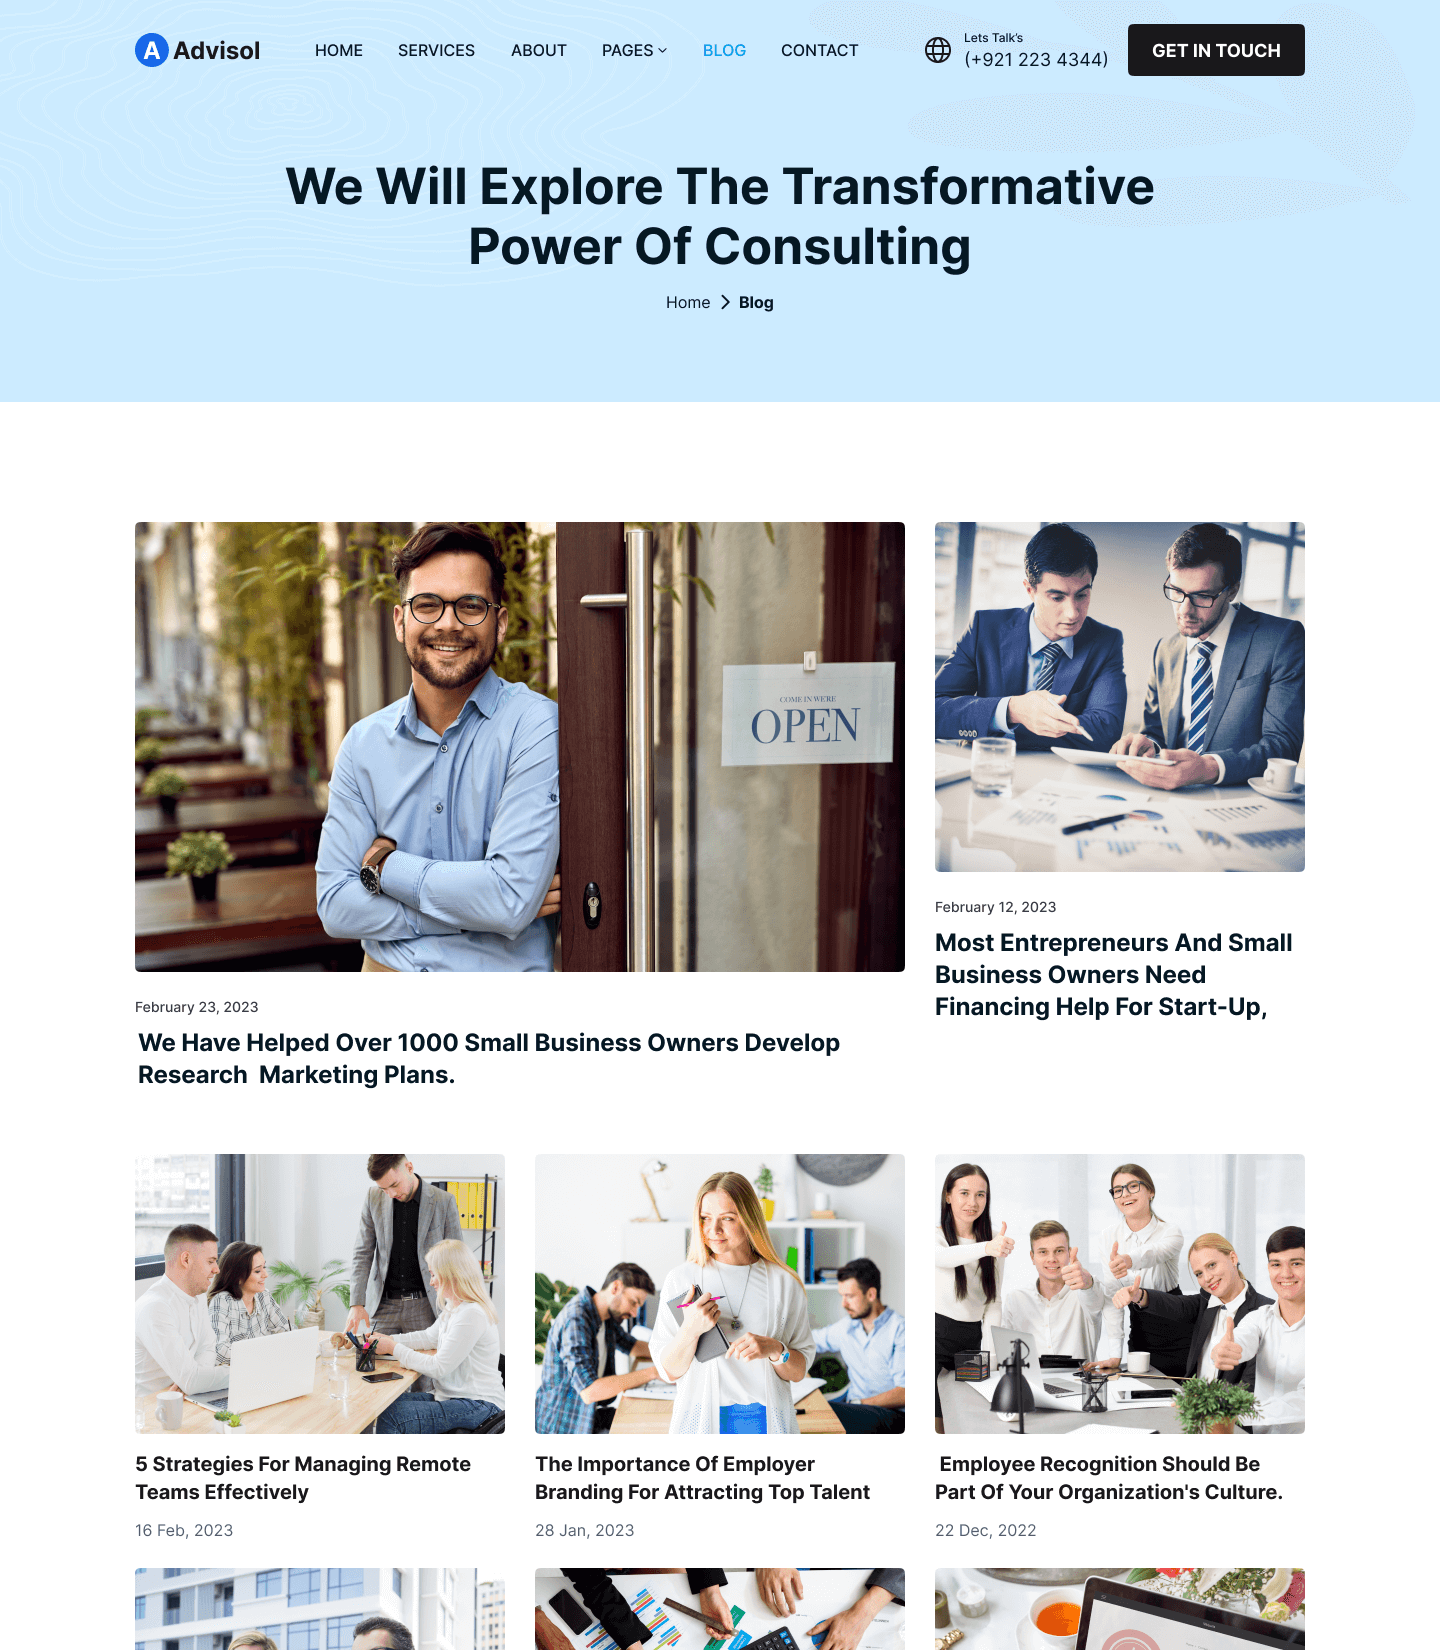 A Advisol
HOME SERVICES ABOUT PAGES BLOG CONTACT
Lets Talk's
(+921 223 4344)
GET IN TOUCH
We Will Explore The Transformative
Power Of Consulting
Home > Blog
COME IN WE'RE
OPEN
February 12, 2023
Most Entrepreneurs And Small
Business Owners Need
Financing Help For Start-Up,
February 23, 2023
We Have Helped Over 1000 Small Business Owners Develop
Research Marketing Plans.
5 Strategies For Managing Remote
Teams Effectively
16 Feb, 2023
The Importance Of Employer
Branding For Attracting Top Talent
28 Jan, 2023
Employee Recognition Should Be
Part Of Your Organization's Culture.
22 Dec, 2022